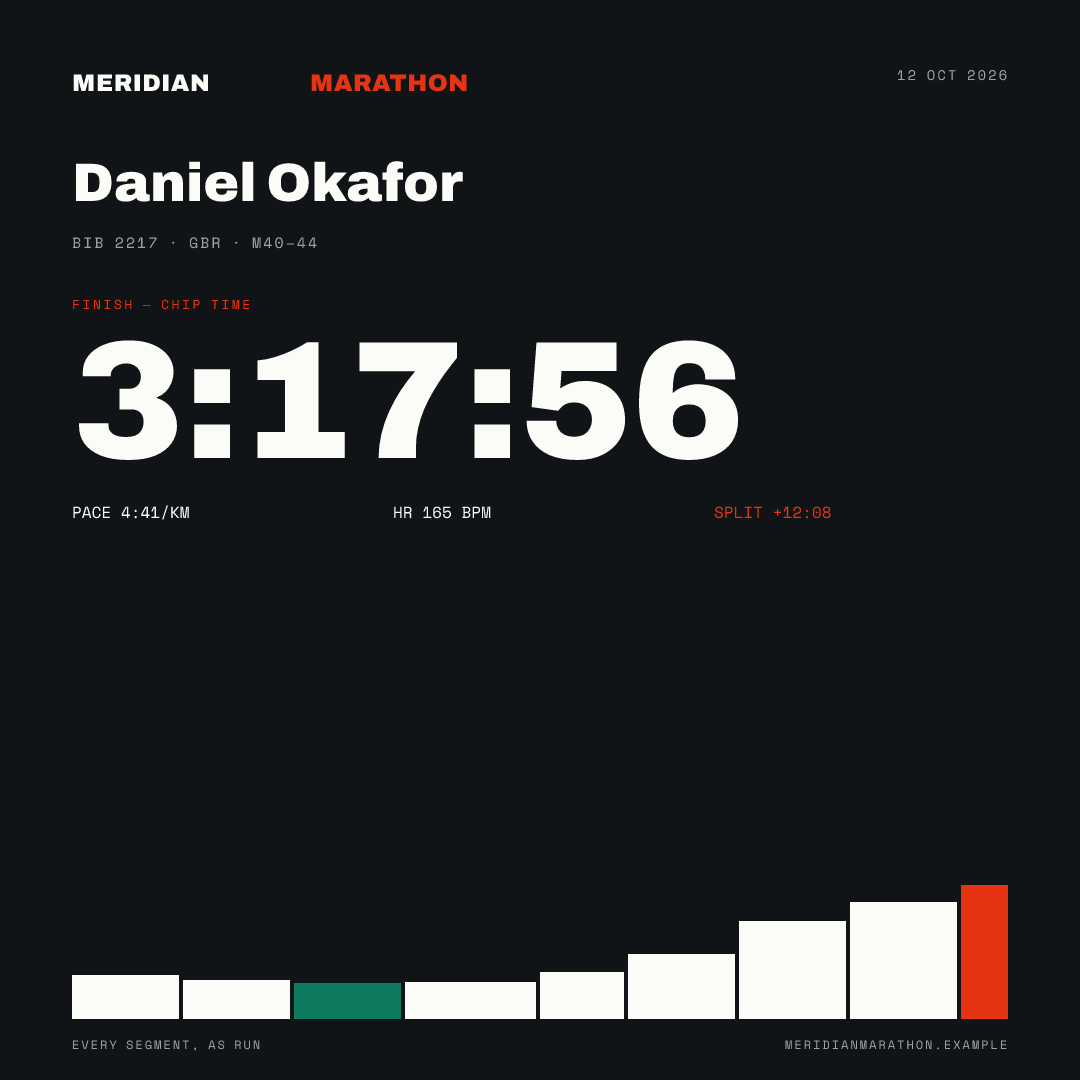 MERIDIAN MARATHON
12 OCT 2026
Daniel Okafor
BIB 2217 · GBR · M40–44
FINISH — CHIP TIME
3:17:56
PACE 4:41/KM HR 165 BPM SPLIT +12:08
EVERY SEGMENT, AS RUN
MERIDIANMARATHON.EXAMPLE